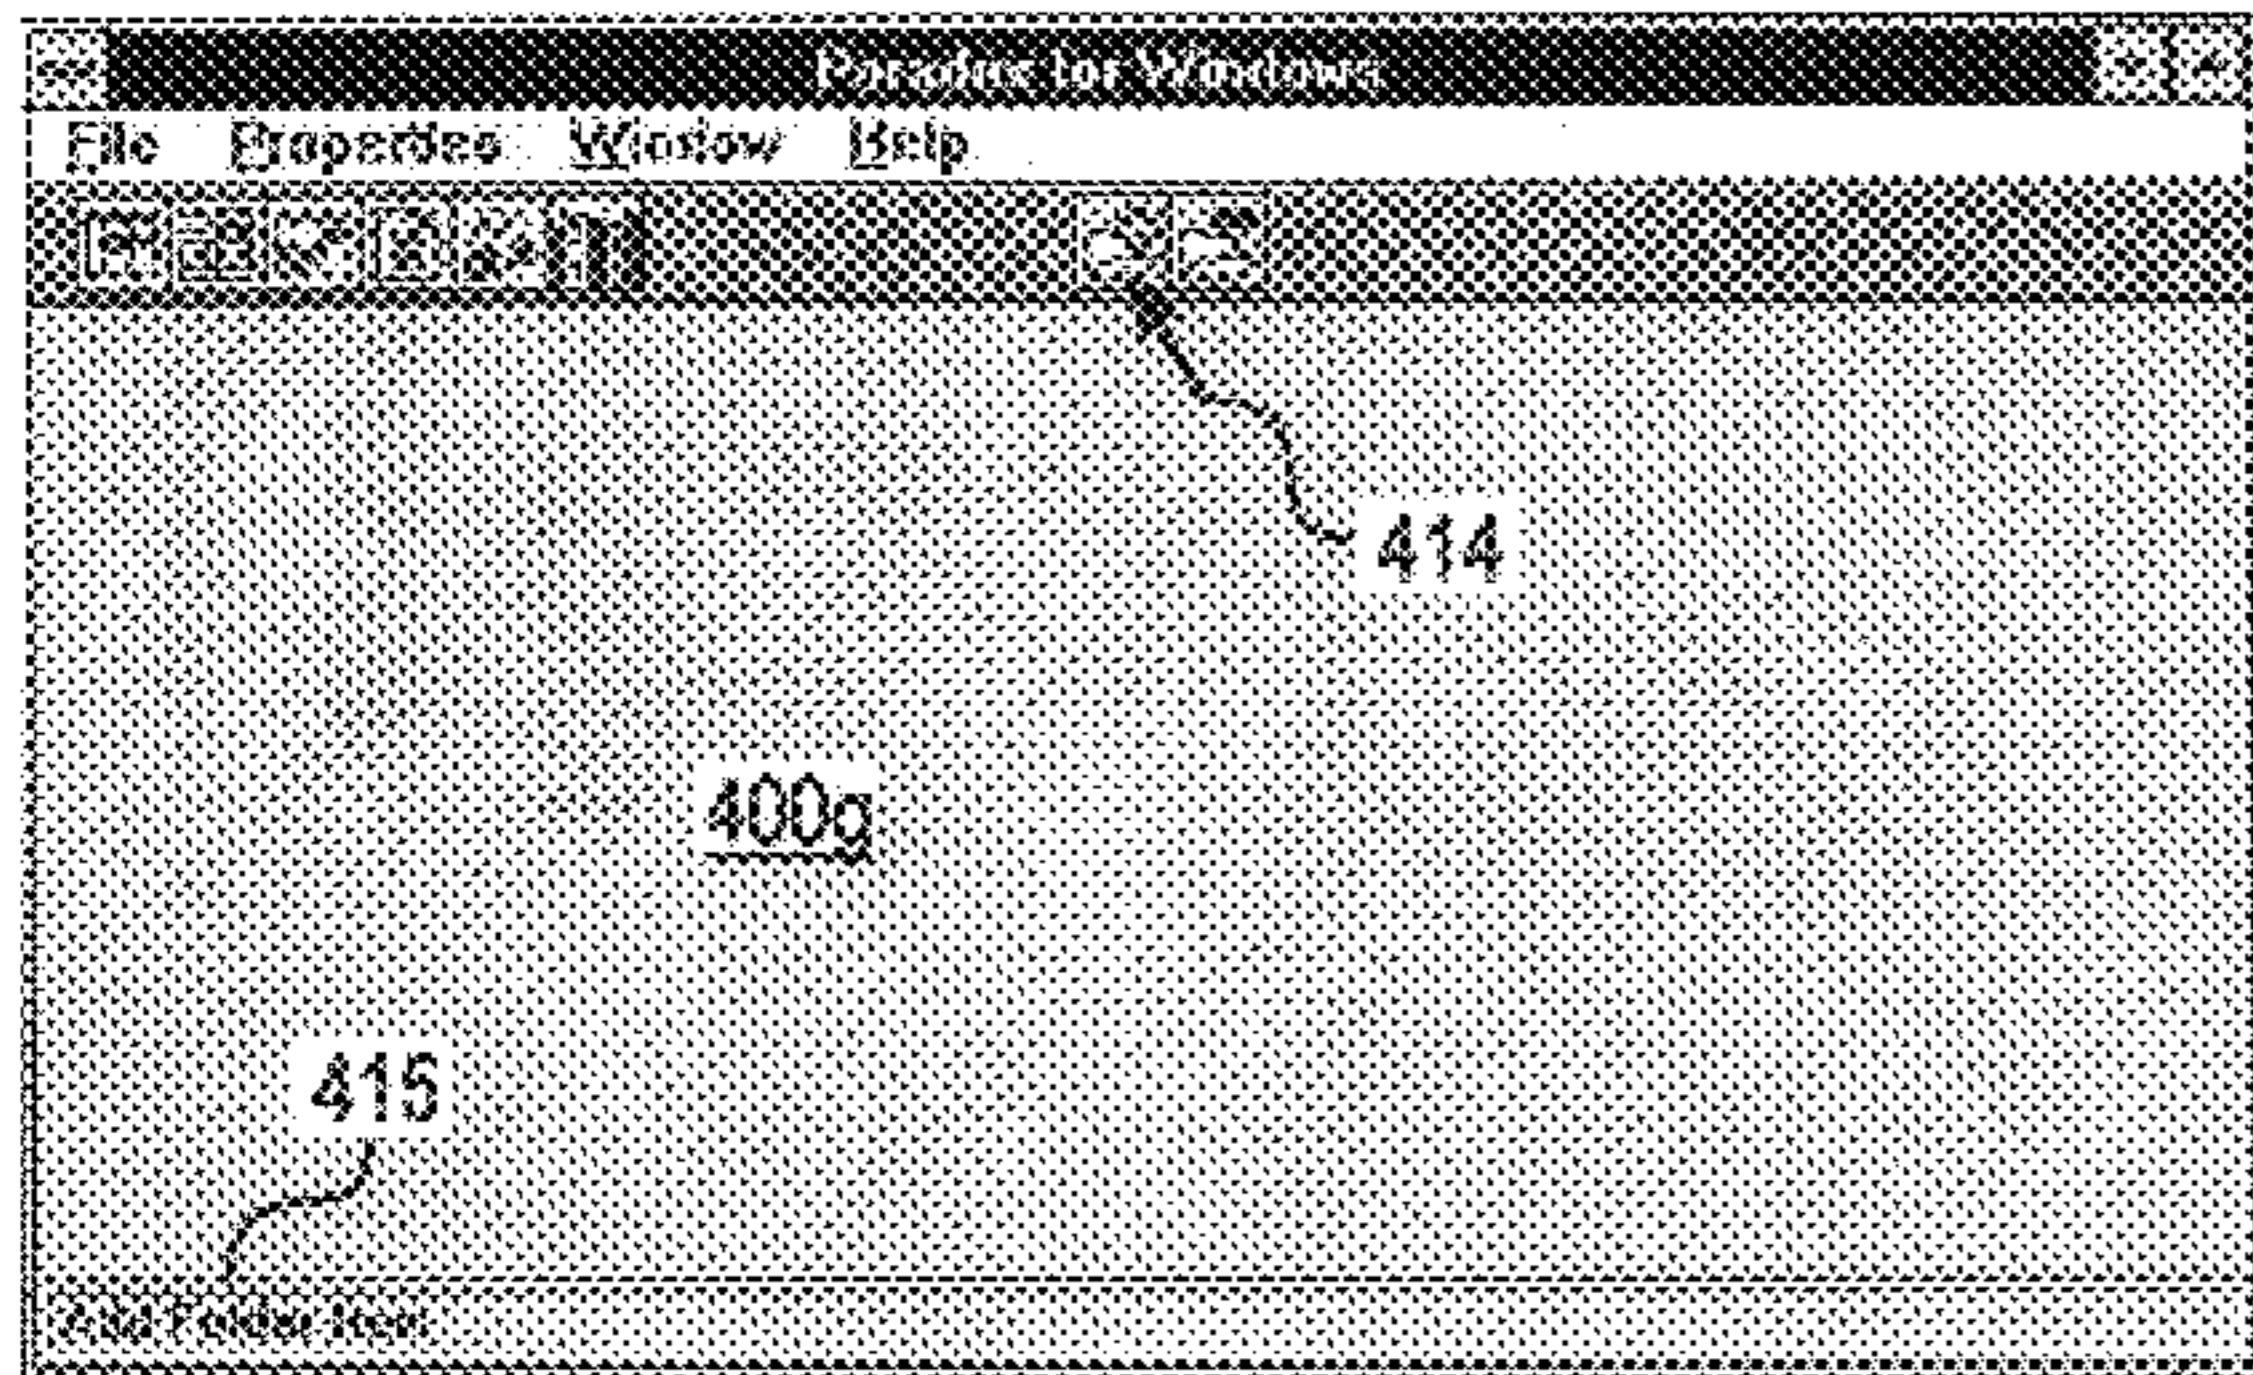 Paradox for Windows
File Properties Window Help
414
400g
415
Add Folder Item